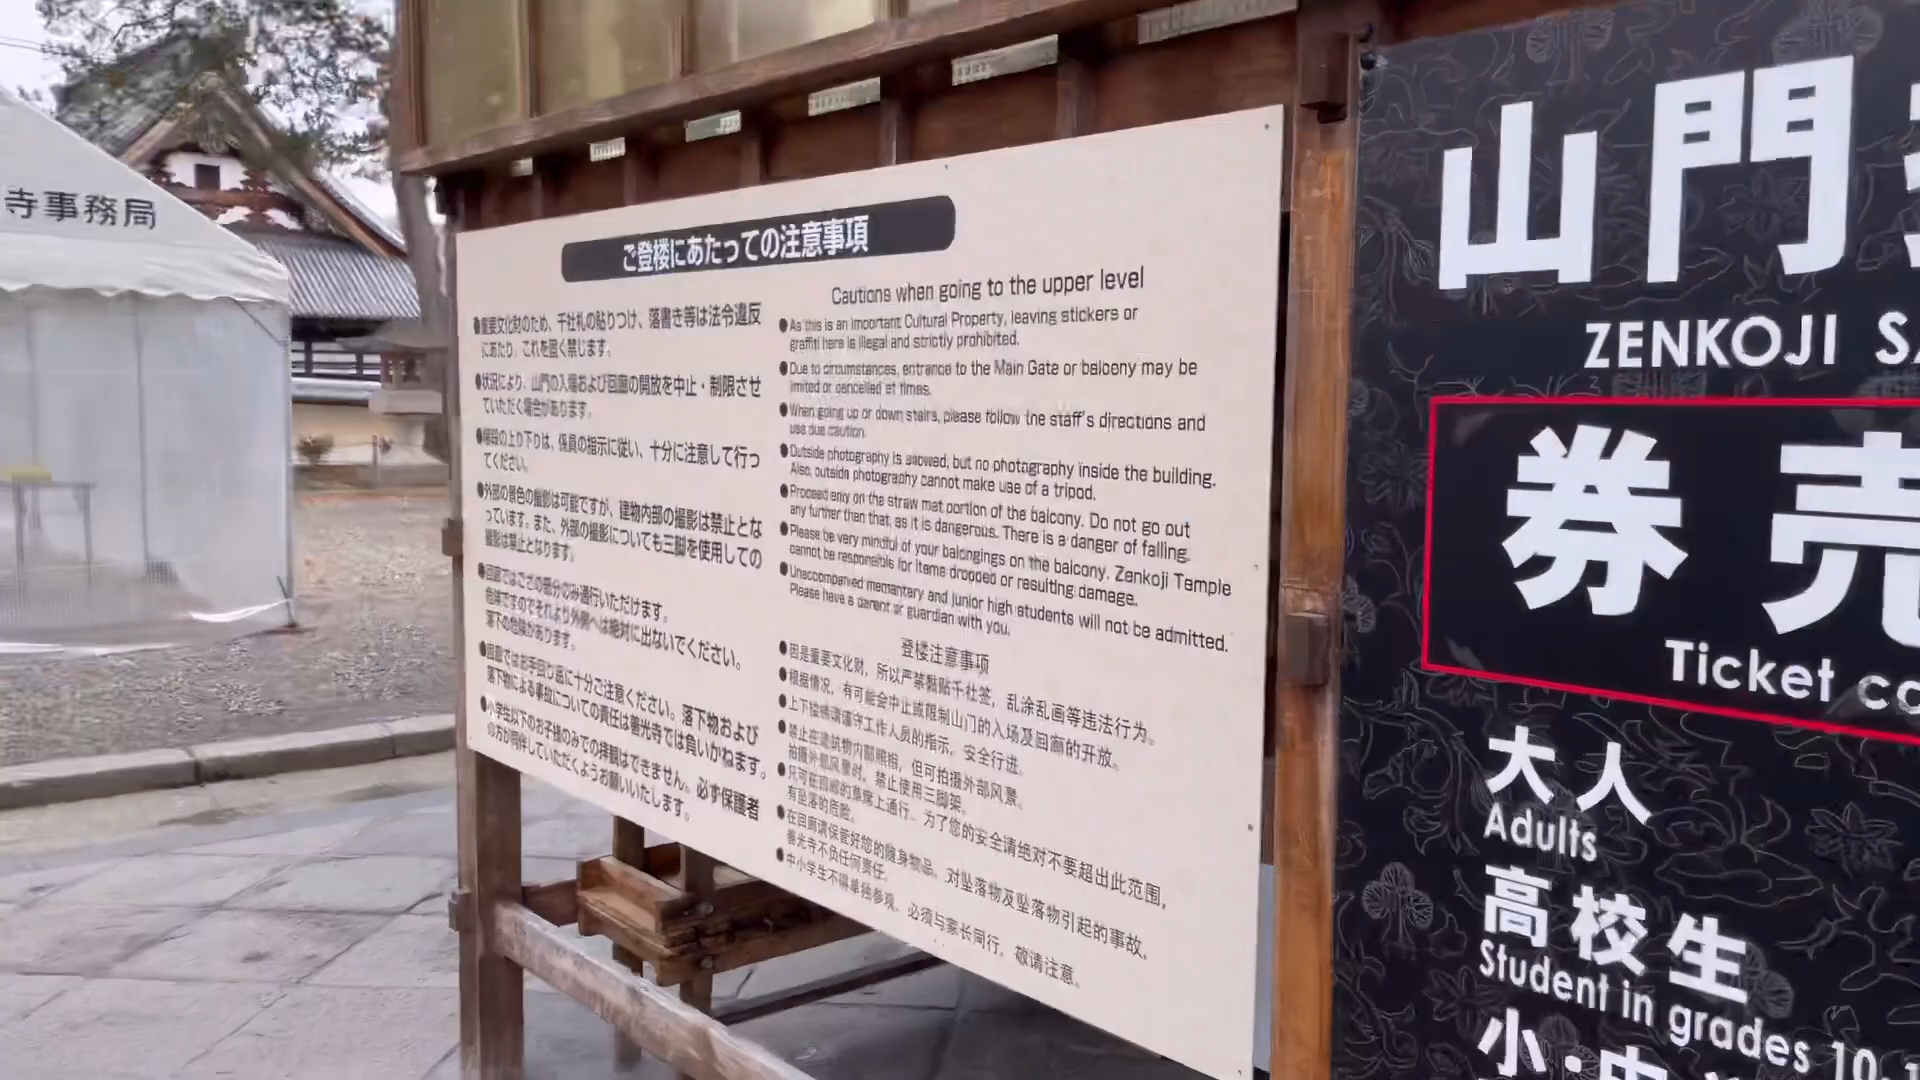 寺事務局
ご登楼にあたっての注意事項
●重要文化財のため、千社札の貼りつけ、落書き等は法令違反
にあたり、これを固く禁じます。
●状況により、山門の入場および回廊の開放を中止・制限させ
ていただく場合があります。
●階段の上り下りは、係員の指示に従い、十分に注意して行っ
てください。
●外部の景色の撮影は可能ですが、建物内部の撮影は禁止とな
っています。また、外部の撮影についても三脚を使用しての
撮影は禁止となります。
●回廊ではござの部分のみ通行いただけます。
危険ですのでそれより外側へは絶対に出ないでください。
落下の危険があります。
●回廊ではお手回り品に十分ご注意ください。落下物および
落下物による事故についての責任は善光寺では負いかねます。
●小学生以下のお子様のみでの拝観はできません。必ず保護者
の方が同伴していただくようお願いいたします。
Cautions when going to the upper level
●As this is an Important Cultural Property, leaving stickers or
graffiti here is illegal and strictly prohibited.
●Due to circumstances, entrance to the Main Gate or balcony may be
limited or cancelled at times.
●When going up or down stairs, please follow the staff's directions and
use due caution.
●Outside photography is allowed, but no photography inside the building.
Also, outside photography cannot make use of a tripod.
●Proceed only on the straw mat portion of the balcony. Do not go out
any further than that, as it is dangerous. There is a danger of falling.
●Please be very mindful of your belongings on the balcony. Zenkoji Temple
cannot be responsible for items dropped or resulting damage.
●Unaccompanied elementary and junior high students will not be admitted.
Please have a parent or guardian with you.
登楼注意事项
●因是重要文化财，所以严禁黏贴千社签，乱涂乱画等违法行为。
●根据情况，有可能会中止或限制山门的入场及回廊的开放。
●上下楼梯请谨守工作人员的指示，安全行进。
●禁止在建筑物内部照相，但可拍摄外部风景。
拍摄外部风景时，禁止使用三脚架。
●只可在回廊的草席上通行。为了您的安全请绝对不要超出此范围，
有坠落的危险。
●在回廊请保管好您的随身物品。对坠落物及坠落物引起的事故，
善光寺不负任何责任。
●中小学生不得单独参观，必须与家长同行，敬请注意。
山門
ZENKOJI
券 売
Ticket
大人
Adults
高校生
Student in grades 10
小・中